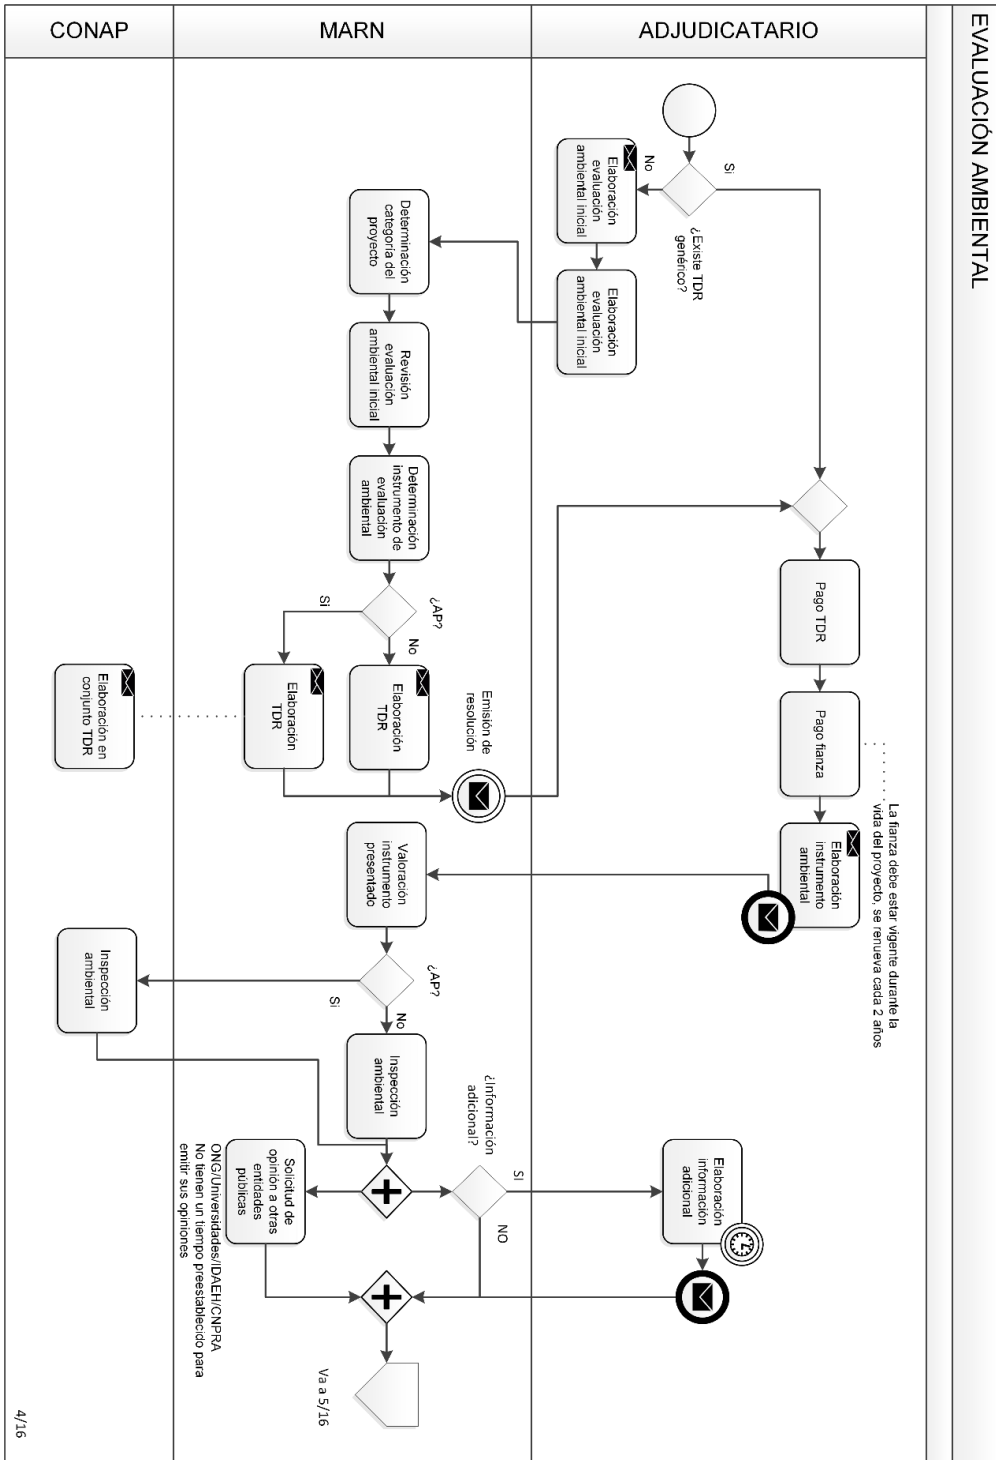 EVALUACIÓN AMBIENTAL
CONAP
MARN
ADJUDICATARIO
¿Existe TDR
genérico?
Si
No
Elaboración
evaluación
ambiental inicial
Elaboración
evaluación
ambiental inicial
Determinación
categoría del
proyecto
Revisión
evaluación
ambiental inicial
Determinación
instrumento de
evaluación
ambiental
¿AP?
No
Si
Elaboración
TDR
Elaboración
TDR
Elaboración en
conjunto TDR
Emisión de
resolución
Pago TDR
Pago fianza
La fianza debe estar vigente durante la
vida del proyecto, se renueva cada 2 años
Elaboración
instrumento
ambiental
Valoración
instrumento
presentado
¿AP?
Si
No
Inspección
ambiental
Inspección
ambiental
¿Información
adicional?
SI
NO
Elaboración
información
adicional
Solicitud de
opinión a otras
entidades
públicas
ONG/Universidades/IDAEH/CNPRA
No tienen un tiempo preestablecido para
emitir sus opiniones
Va a 5/16
4/16